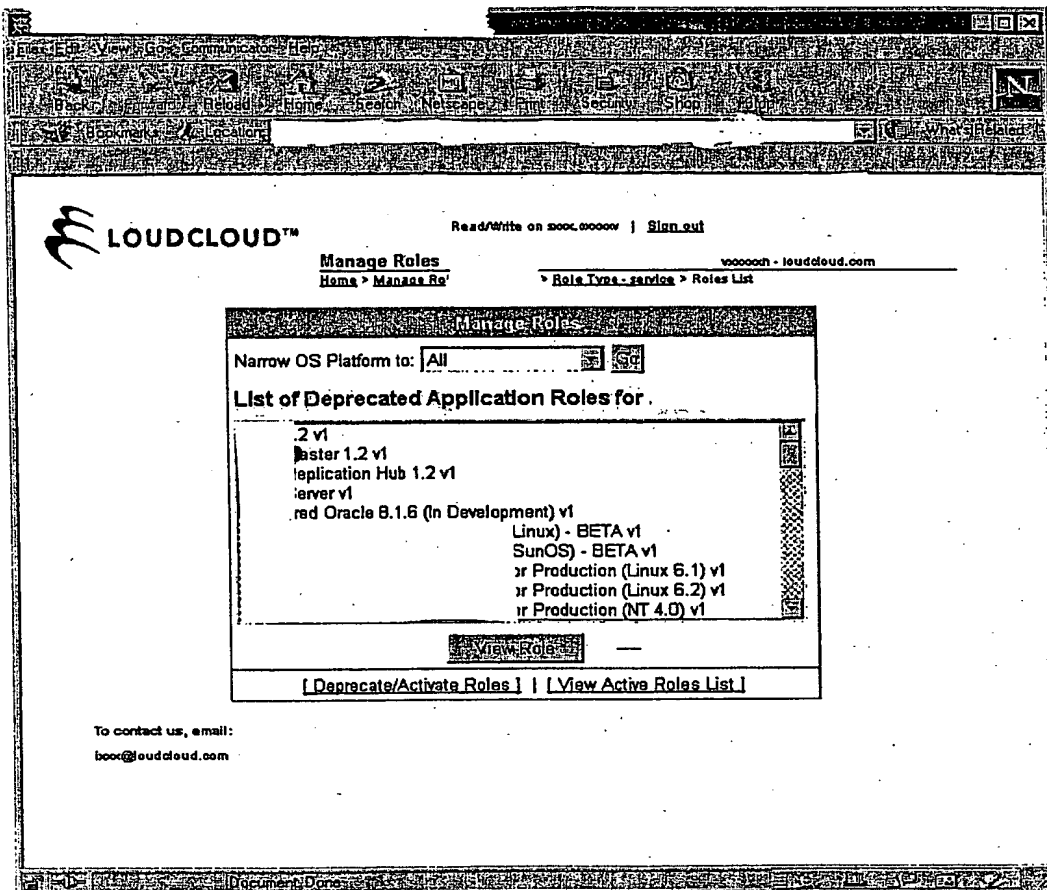 File Edit View Go Communicator Help
Back Forward Reload Home Search Netscape Print Security Shop
Bookmarks Location What's Related
LOUDCLOUD™
Read/Write on | Sign out
Manage Roles - loudcloud.com
Home > Manage Ro > Role Type - service > Roles List
Manage Roles
Narrow OS Platform to: All Go
List of Deprecated Application Roles for
.2 v1
aster 1.2 v1
eplication Hub 1.2 v1
erver v1
red Oracle 8.1.6 (In Development) v1
Linux) - BETA v1
SunOS) - BETA v1
or Production (Linux 6.1) v1
or Production (Linux 6.2) v1
or Production (NT 4.0) v1
View Role
[ Deprecate/Activate Roles ] | [ View Active Roles List ]
To contact us, email:
@loudcloud.com
Document: Done